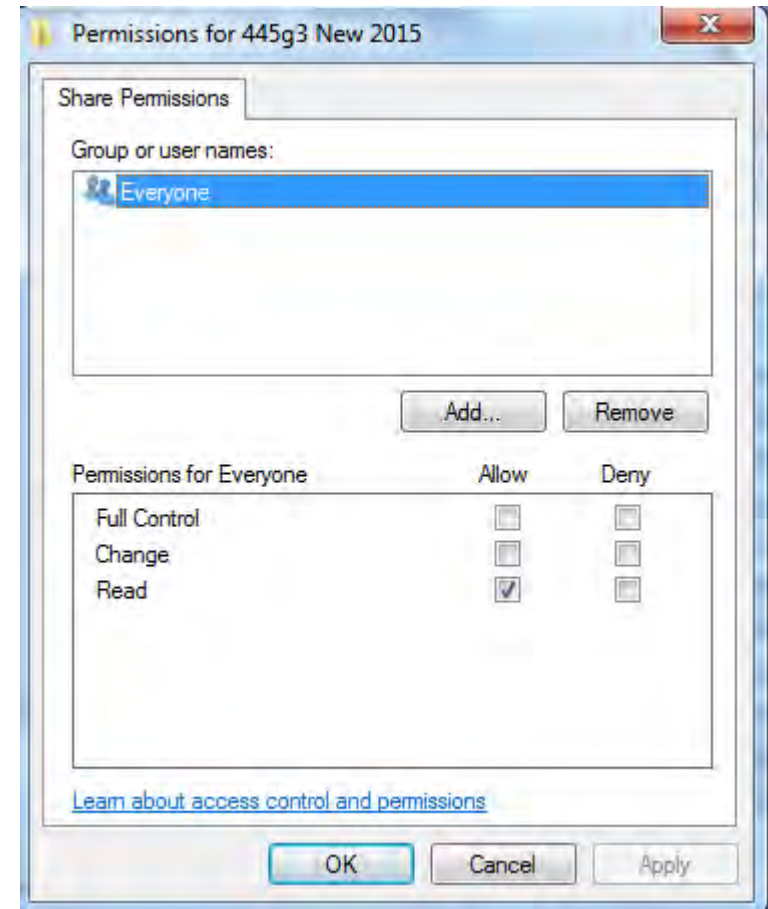 Permissions for 445g3 New 2015
Share Permissions
Group or user names:
Everyone
Add... Remove
Permissions for Everyone Allow Deny
Full Control
Change
Read
Learn about access control and permissions
OK Cancel Apply